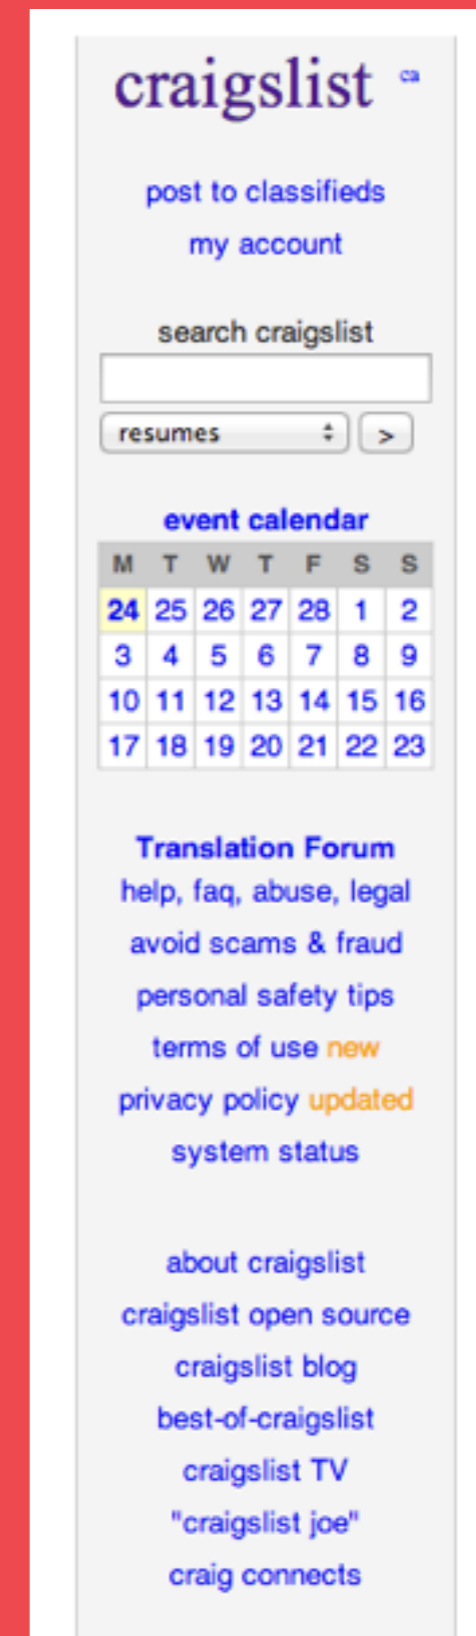 craigslist ca
post to classifieds
my account
search craigslist
resumes >
event calendar
M T W T F S S
24 25 26 27 28 1 2
3 4 5 6 7 8 9
10 11 12 13 14 15 16
17 18 19 20 21 22 23
Translation Forum
help, faq, abuse, legal
avoid scams & fraud
personal safety tips
terms of use new
privacy policy updated
system status
about craigslist
craigslist open source
craigslist blog
best-of-craigslist
craigslist TV
"craigslist joe"
craig connects